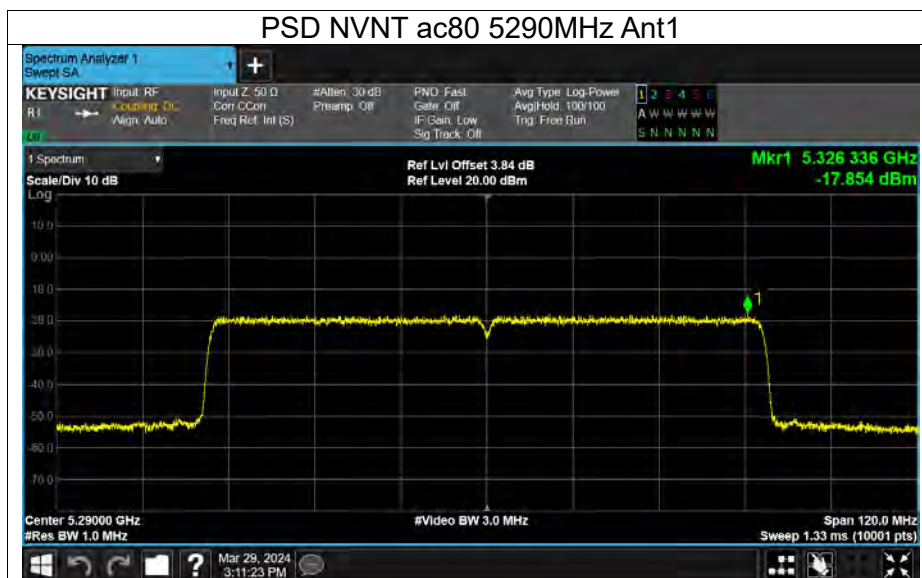 PSD NVNT ac80 5290MHz Ant1
Spectrum Analyzer 1
Swept SA
+
KEYSIGHT Input: RF Input Z: 50 Ω #Atten: 30 dB PNO: Fast Avg Type: Log-Power 1 2 3 4 5 6
Coupling: DC Corr CCorr Preamp: Off Gate: Off Avg|Hold: 100/100 A W W W W W
Align: Auto Freq Ref: Int (S) IF Gain: Low Trig: Free Run
Sig Track: Off S N N N N N
1 Spectrum
Ref Lvl Offset 3.84 dB Mkr1 5.326 336 GHz
Scale/Div 10 dB Ref Level 20.00 dBm -17.854 dBm
Log
10.0
0.00
-10.0
1
-20.0
-30.0
-40.0
-50.0
-60.0
-70.0
Center 5.29000 GHz #Video BW 3.0 MHz Span 120.0 MHz
#Res BW 1.0 MHz Sweep 1.33 ms (10001 pts)
? Mar 29, 2024
3:11:23 PM